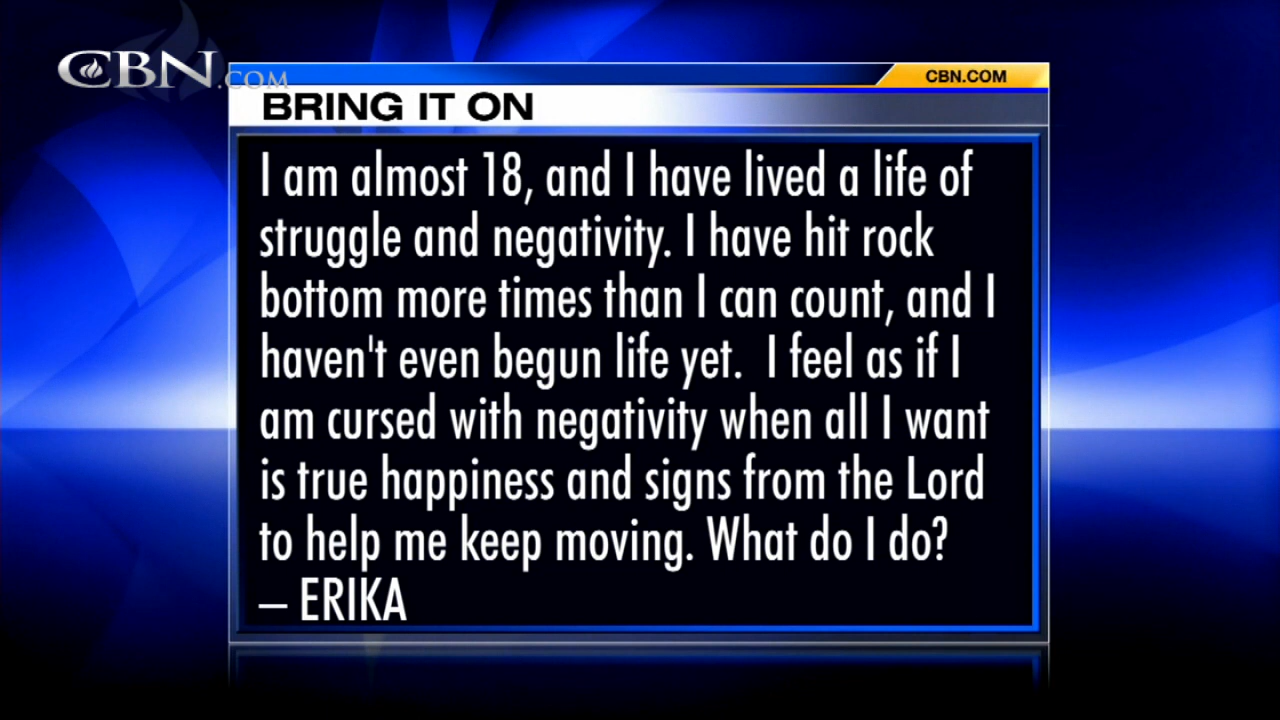 CBN.COM
CBN.COM
BRING IT ON
I am almost 18, and I have lived a life of
struggle and negativity. I have hit rock
bottom more times than I can count, and I
haven't even begun life yet.  I feel as if I
am cursed with negativity when all I want
is true happiness and signs from the Lord
to help me keep moving. What do I do?
– ERIKA